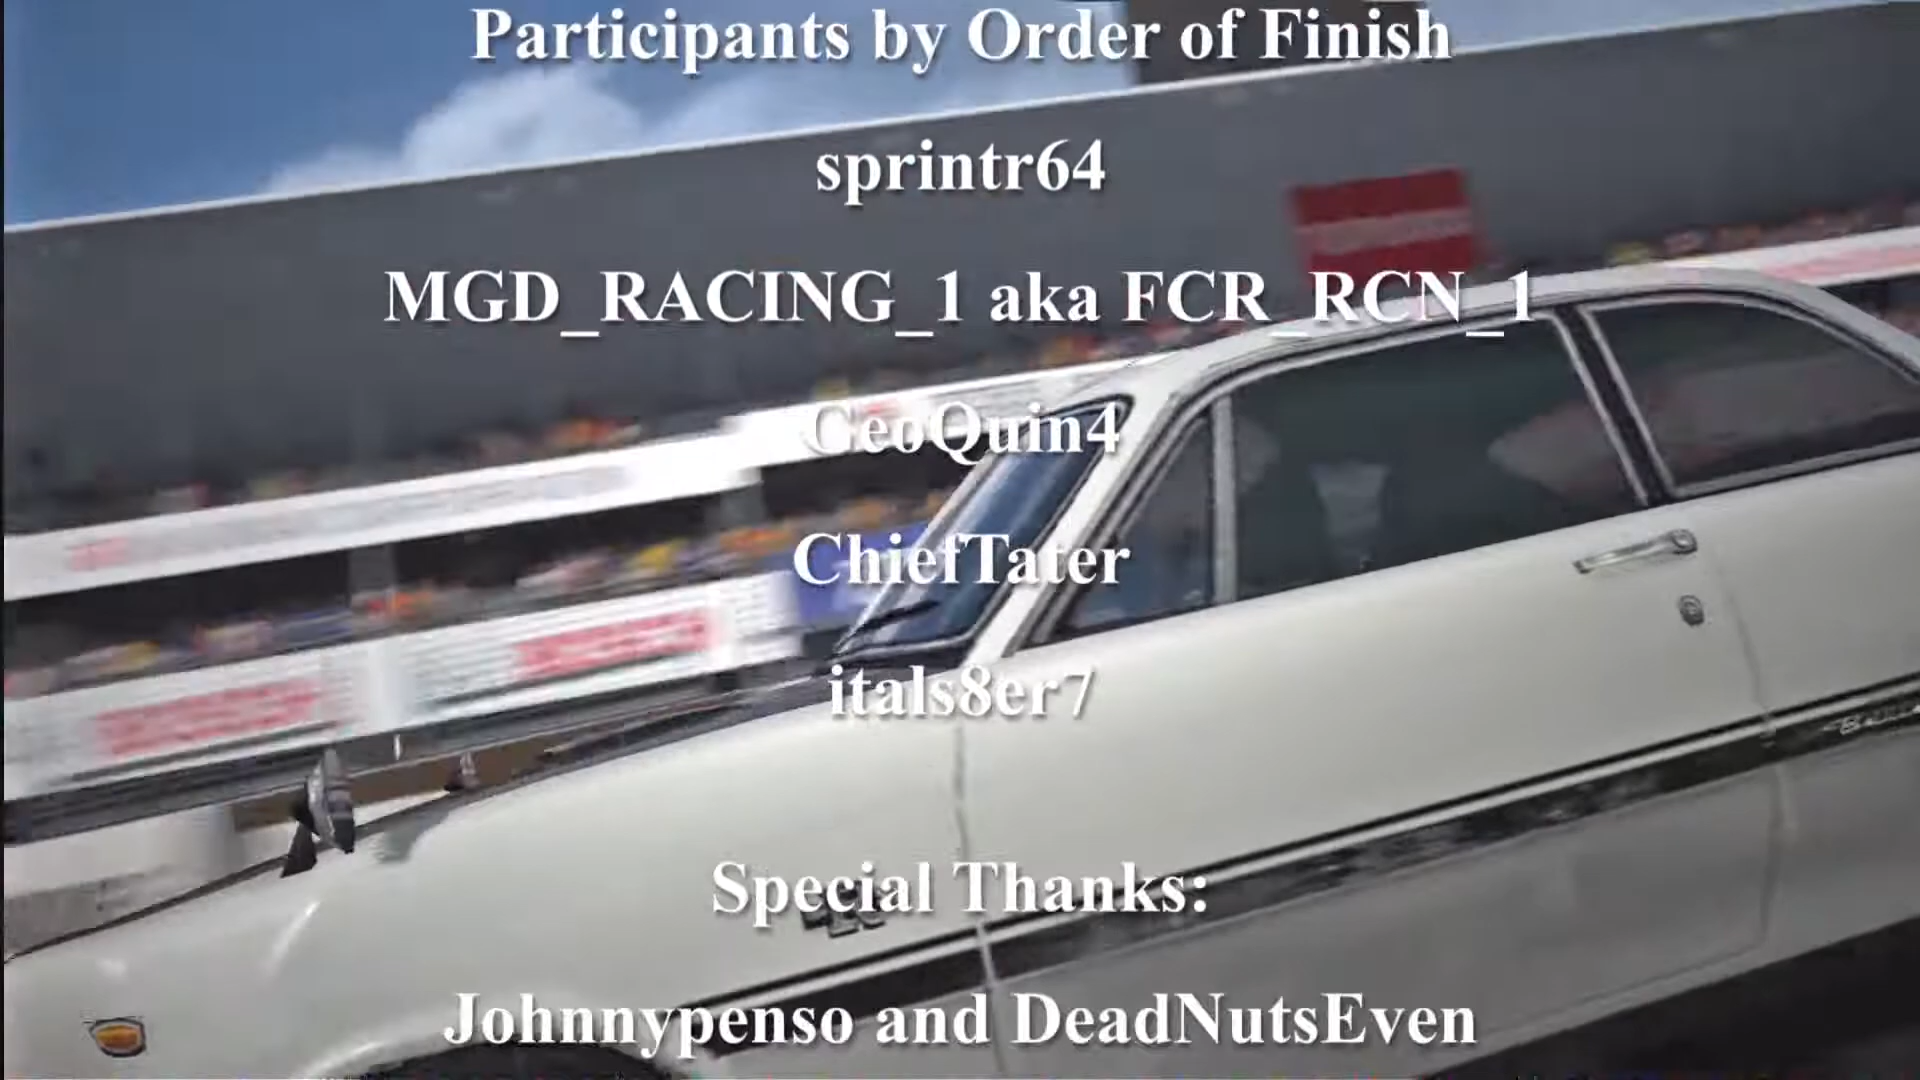 Participants by Order of Finish
sprintr64
MGD_RACING_1 aka FCR_RCN_1
GeoQuin4
ChiefTater
itals8er7
Special Thanks:
Johnnypenso and DeadNutsEven